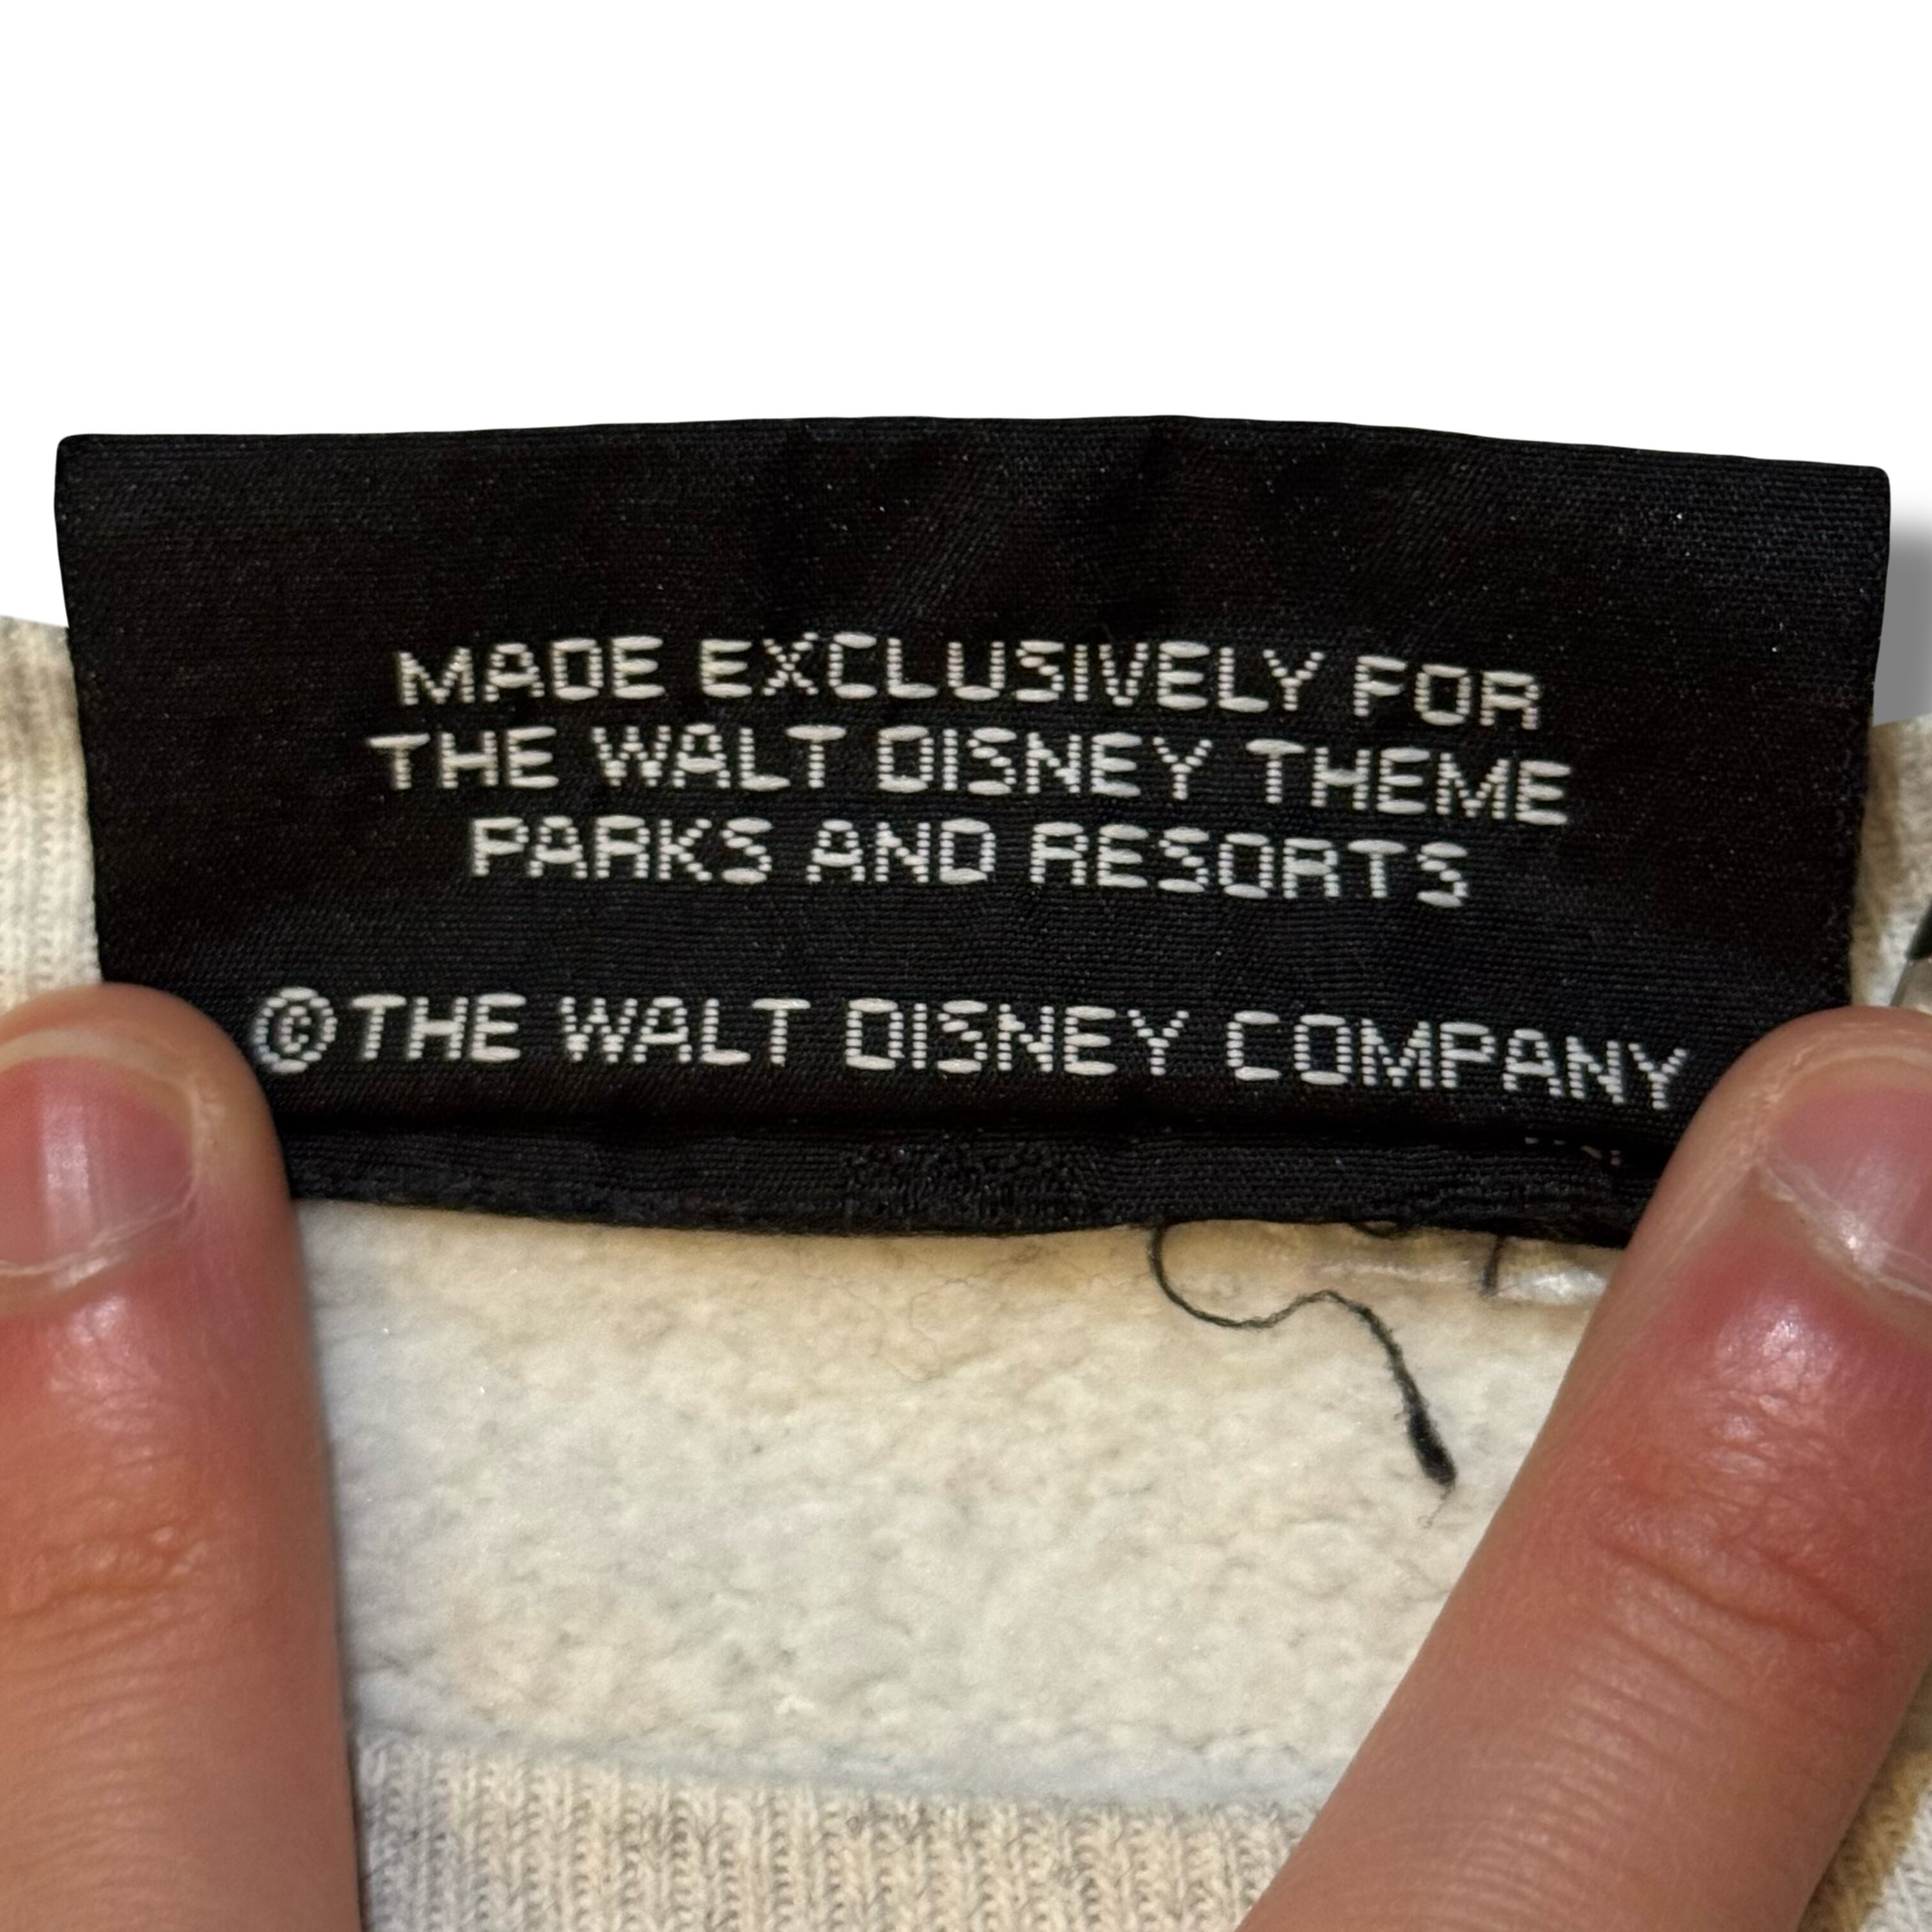 MADE EXCLUSIVELY FOR
THE WALT DISNEY THEME
PARKS AND RESORTS
©THE WALT DISNEY COMPANY